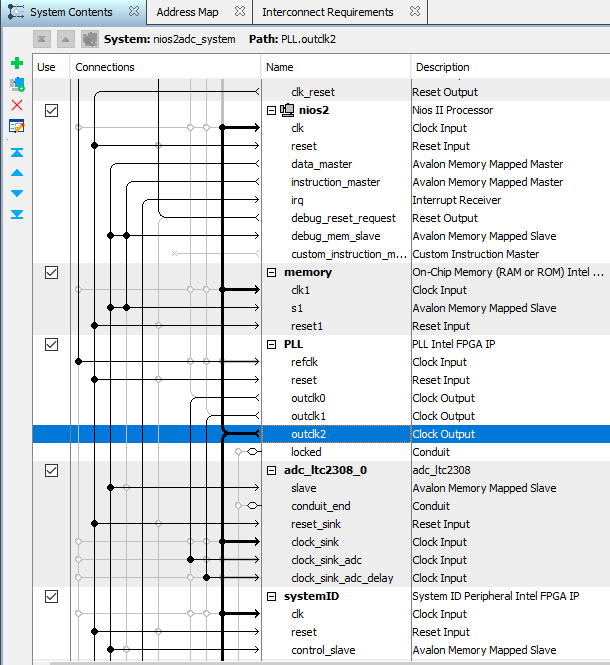 System Contents Address Map Interconnect Requirements
System: nios2adc_system Path: PLL.outclk2
Use Connections Name Description
clk_reset Reset Output
nios2 Nios II Processor
clk Clock Input
reset Reset Input
data_master Avalon Memory Mapped Master
instruction_master Avalon Memory Mapped Master
irq Interrupt Receiver
debug_reset_request Reset Output
debug_mem_slave Avalon Memory Mapped Slave
custom_instruction_m... Custom Instruction Master
memory On-Chip Memory (RAM or ROM) Intel ...
clk1 Clock Input
s1 Avalon Memory Mapped Slave
reset1 Reset Input
PLL PLL Intel FPGA IP
refclk Clock Input
reset Reset Input
outclk0 Clock Output
outclk1 Clock Output
outclk2 Clock Output
locked Conduit
adc_ltc2308_0 adc_ltc2308
slave Avalon Memory Mapped Slave
conduit_end Conduit
reset_sink Reset Input
clock_sink Clock Input
clock_sink_adc Clock Input
clock_sink_adc_delay Clock Input
systemID System ID Peripheral Intel FPGA IP
clk Clock Input
reset Reset Input
control_slave Avalon Memory Mapped Slave